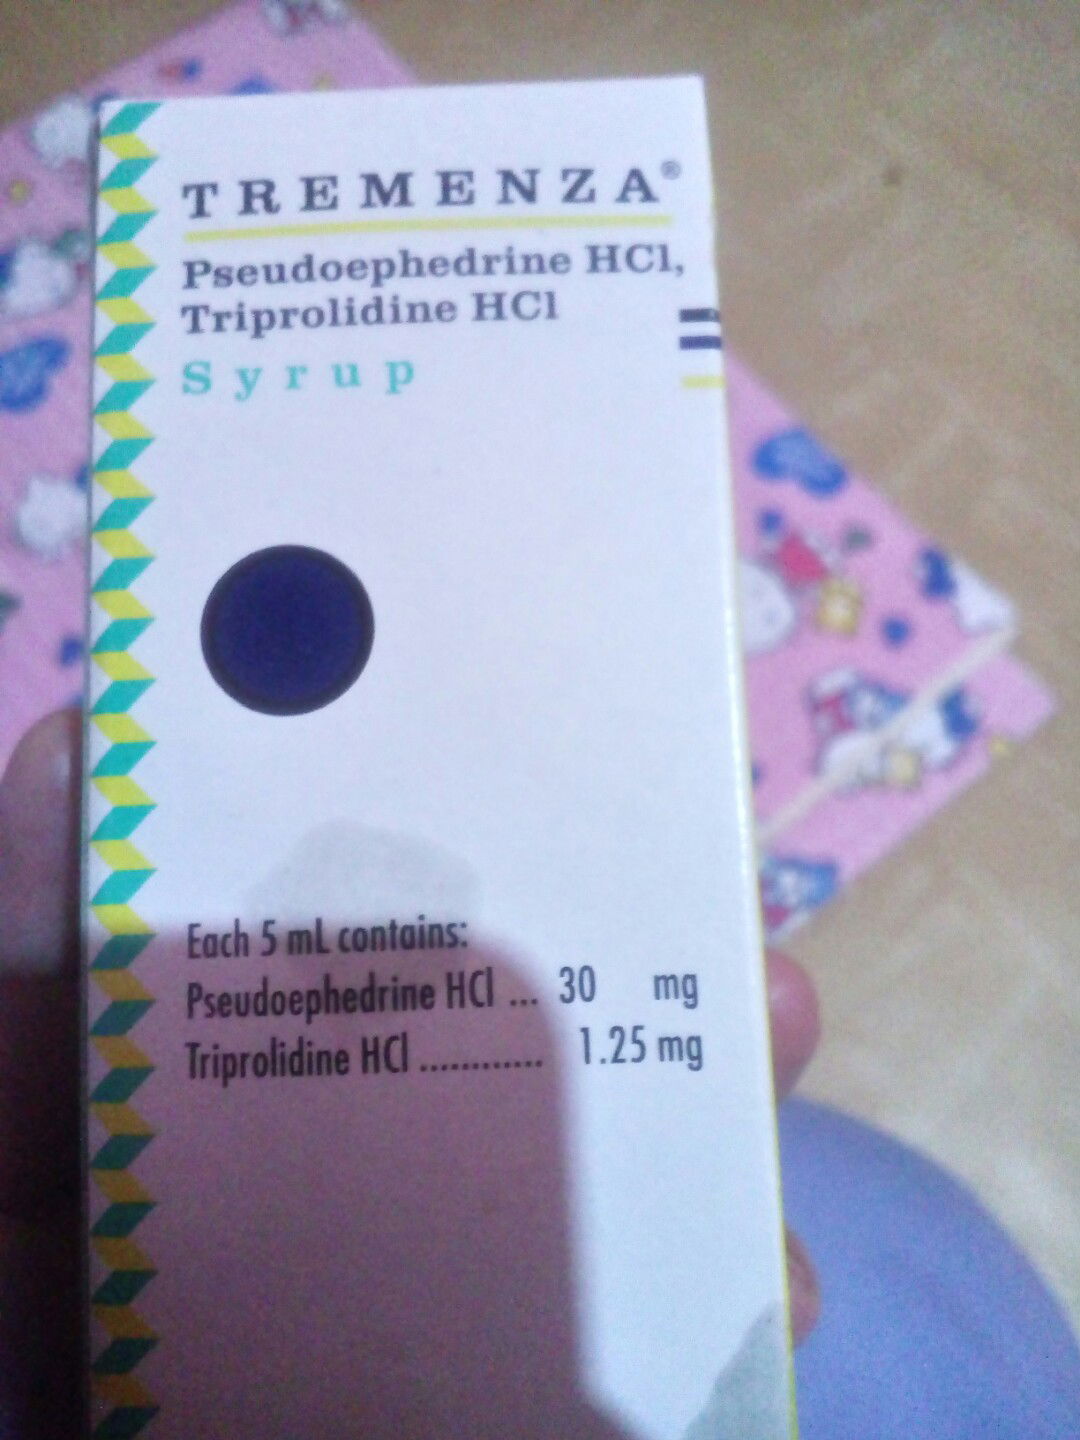 TREMENZA®
Pseudoephedrine HCl,
Triprolidine HCl
Syrup
Each 5 mL contains:
Pseudoephedrine HCl ... 30 mg
Triprolidine HCl ............ 1.25 mg